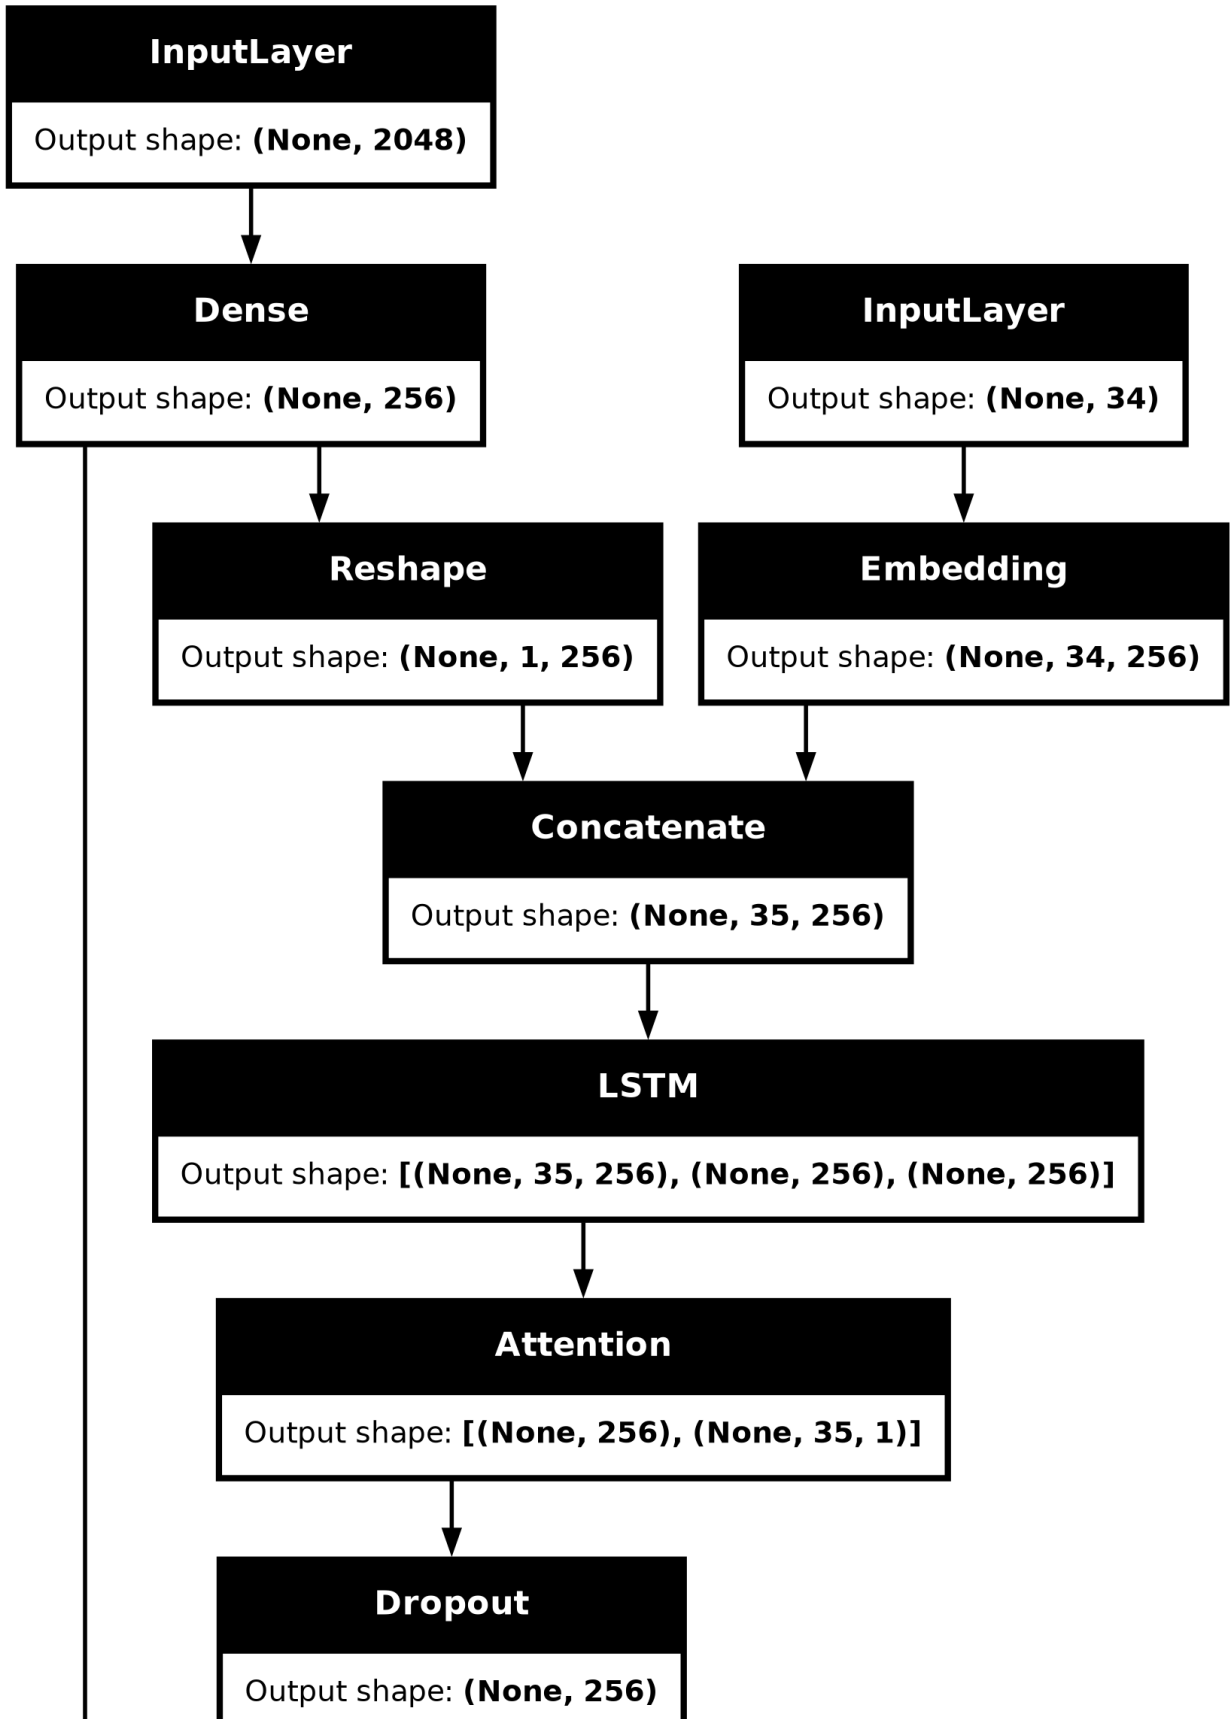 InputLayer
Output shape: (None, 2048)
Dense
Output shape: (None, 256)
InputLayer
Output shape: (None, 34)
Reshape
Output shape: (None, 1, 256)
Embedding
Output shape: (None, 34, 256)
Concatenate
Output shape: (None, 35, 256)
LSTM
Output shape: [(None, 35, 256), (None, 256), (None, 256)]
Attention
Output shape: [(None, 256), (None, 35, 1)]
Dropout
Output shape: (None, 256)